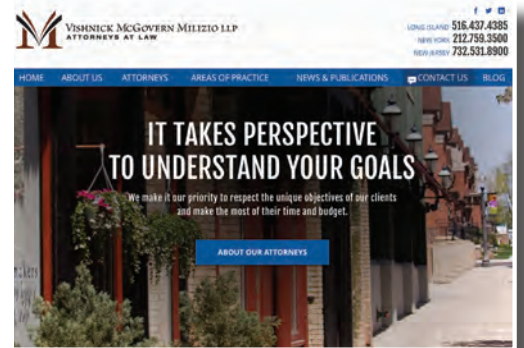 VISHNICK MCGOVERN MILIZIO LLP
ATTORNEYS AT LAW
LONG ISLAND 516.437.4385
NEW YORK 212.759.3500
NEW JERSEY 732.531.8900
HOME ABOUT US ATTORNEYS AREAS OF PRACTICE NEWS & PUBLICATIONS CONTACT US BLOG
IT TAKES PERSPECTIVE
TO UNDERSTAND YOUR GOALS
We make it our priority to respect the unique objectives of our clients
and make the most of their time and budget.
ABOUT OUR ATTORNEYS